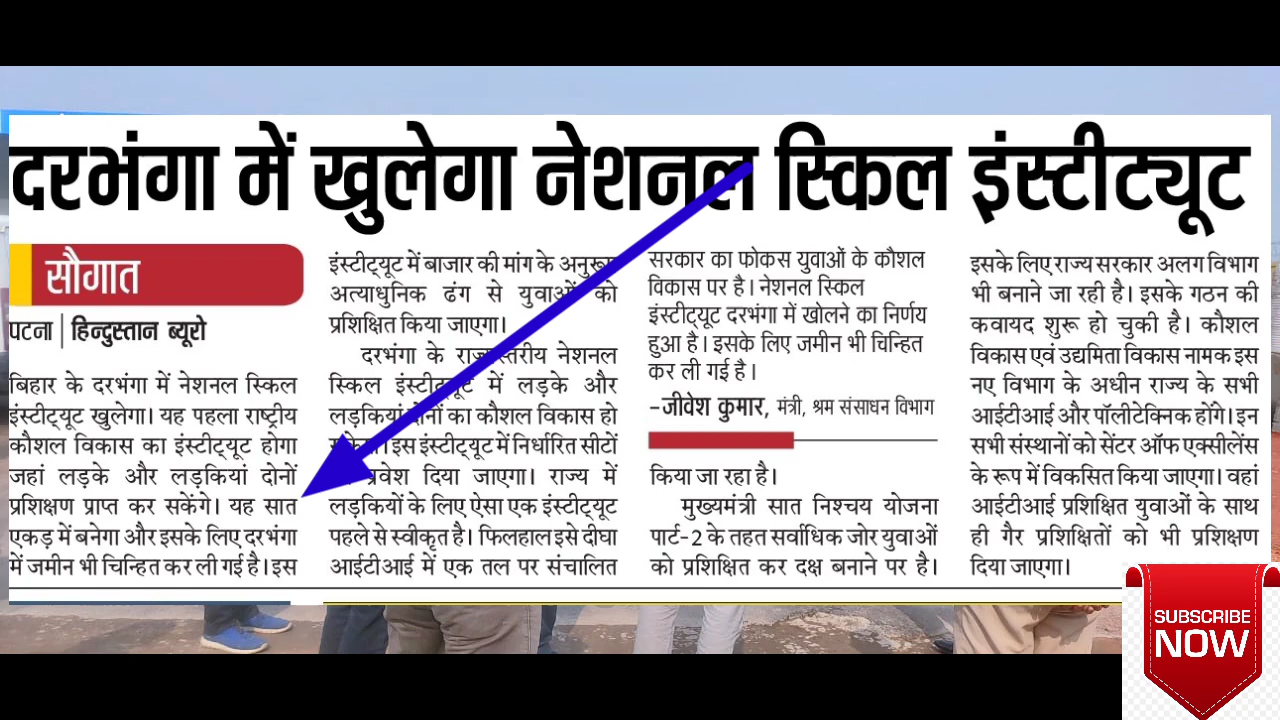 दरभंगा में खुलेगा नेशनल स्किल इंस्टीट्यूट
सौगात
पटना | हिन्दुस्तान ब्यूरो
बिहार के दरभंगा में नेशनल स्किल
इंस्टीट्यूट खुलेगा। यह पहला राष्ट्रीय
कौशल विकास का इंस्टीट्यूट होगा
जहां लड़के और लड़कियां दोनों
प्रशिक्षण प्राप्त कर सकेंगे। यह सात
एकड़ में बनेगा और इसके लिए दरभंगा
में जमीन भी चिन्हित कर ली गई है। इस
इंस्टीट्यूट में बाजार की मांग के अनुरूप
अत्याधुनिक ढंग से युवाओं को
प्रशिक्षित किया जाएगा।
दरभंगा के राज्यस्तरीय नेशनल
स्किल इंस्टीट्यूट में लड़के और
लड़कियां दोनों का कौशल विकास हो
सकेगा। इस इंस्टीट्यूट में निर्धारित सीटों
प्रवेश दिया जाएगा। राज्य में
लड़कियों के लिए ऐसा एक इंस्टीट्यूट
पहले से स्वीकृत है। फिलहाल इसे दीघा
आईटीआई में एक तल पर संचालित
सरकार का फोकस युवाओं के कौशल
विकास पर है। नेशनल स्किल
इंस्टीट्यूट दरभंगा में खोलने का निर्णय
हुआ है। इसके लिए जमीन भी चिन्हित
कर ली गई है।
-जीवेश कुमार, मंत्री, श्रम संसाधन विभाग
किया जा रहा है।
मुख्यमंत्री सात निश्चय योजना
पार्ट-2 के तहत सर्वाधिक जोर युवाओं
को प्रशिक्षित कर दक्ष बनाने पर है।
इसके लिए राज्य सरकार अलग विभाग
भी बनाने जा रही है। इसके गठन की
कवायद शुरू हो चुकी है। कौशल
विकास एवं उद्यमिता विकास नामक इस
नए विभाग के अधीन राज्य के सभी
आईटीआई और पॉलीटेक्निक होंगे। इन
सभी संस्थानों को सेंटर ऑफ एक्सीलेंस
के रूप में विकसित किया जाएगा। वहां
आईटीआई प्रशिक्षित युवाओं के साथ
ही गैर प्रशिक्षितों को भी प्रशिक्षण
दिया जाएगा।
SUBSCRIBE
NOW